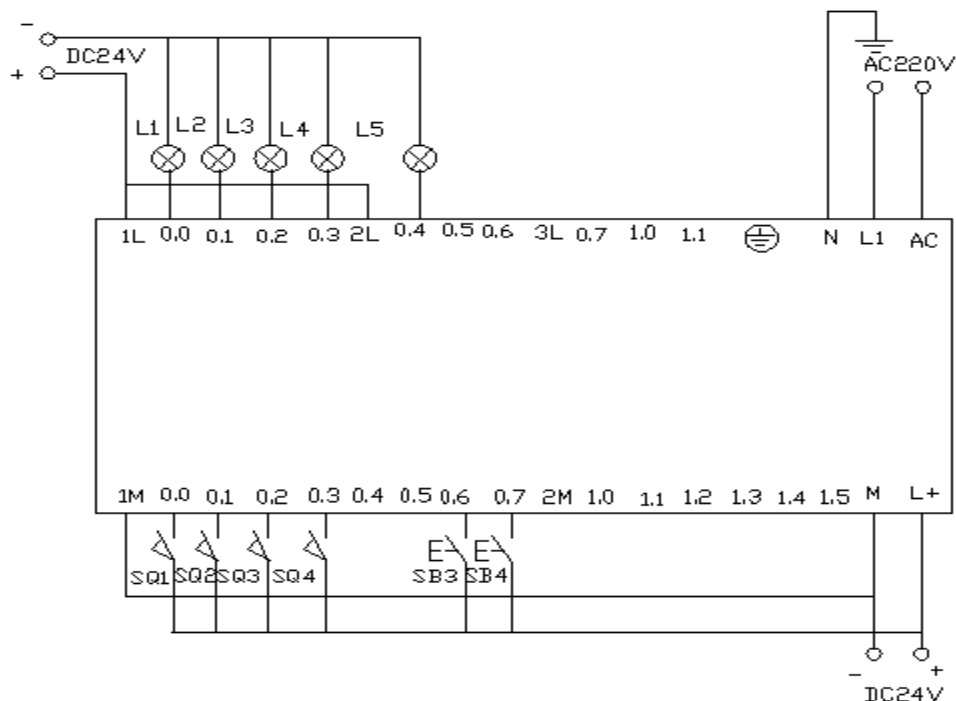 -
DC24V
+
AC220V
L1 L2 L3 L4 L5
1L 0.0 0.1 0.2 0.3 2L 0.4 0.5 0.6 3L 0.7 1.0 1.1 N L1 AC
1M 0.0 0.1 0.2 0.3 0.4 0.5 0.6 0.7 2M 1.0 1.1 1.2 1.3 1.4 1.5 M L+
SQ1 SQ2 SQ3 SQ4 SB3 SB4
- +
DC24V